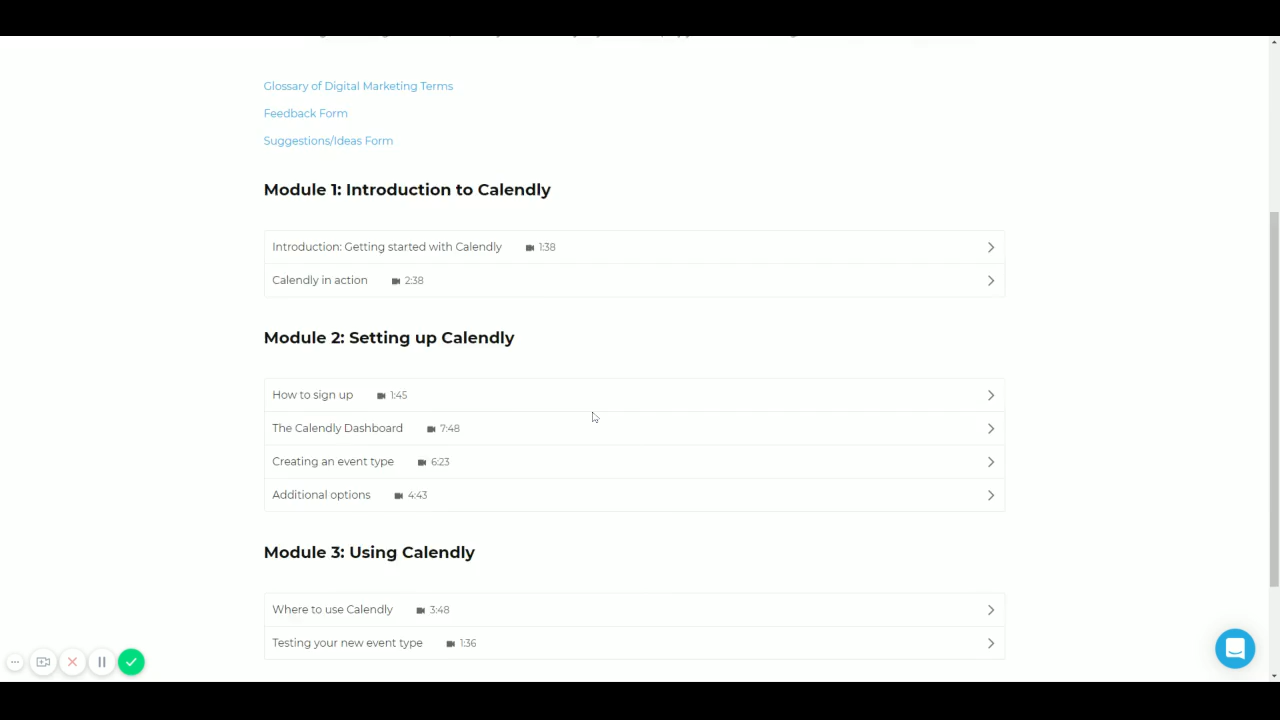 Glossary of Digital Marketing Terms
Feedback Form
Suggestions/Ideas Form
Module 1: Introduction to Calendly
Introduction: Getting started with Calendly 1:38
Calendly in action 2:38
Module 2: Setting up Calendly
How to sign up 1:45
The Calendly Dashboard 7:48
Creating an event type 6:23
Additional options 4:43
Module 3: Using Calendly
Where to use Calendly 3:48
Testing your new event type 1:36